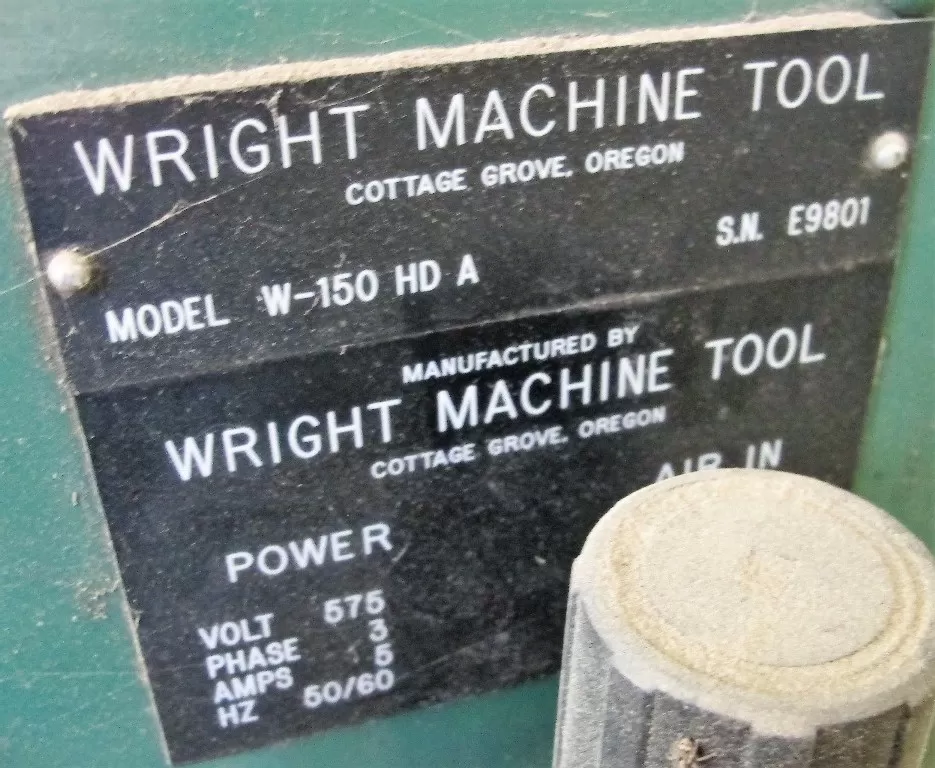 WRIGHT MACHINE TOOL
COTTAGE GROVE, OREGON
S.N. E9801
MODEL W-150 HD A
MANUFACTURED BY
WRIGHT MACHINE TOOL
COTTAGE GROVE, OREGON
AIR IN
POWER
VOLT 575
PHASE 3
AMPS 5
HZ 50/60